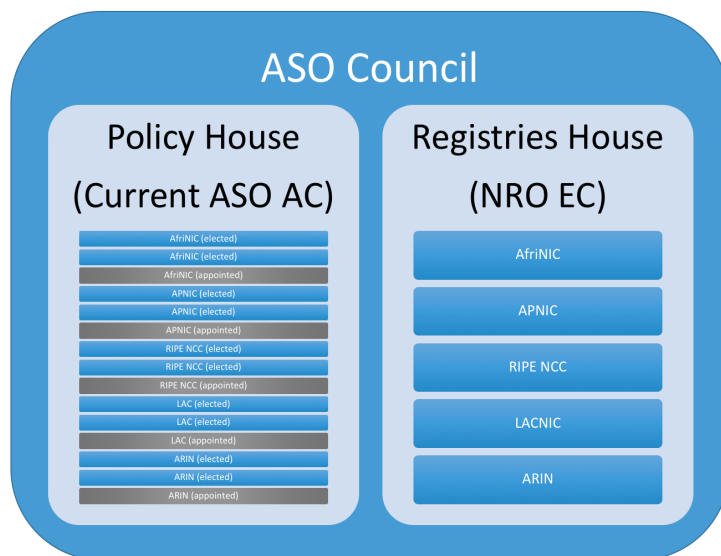 ASO Council
Policy House
(Current ASO AC)
AfriNIC (elected)
AfriNIC (elected)
AfriNIC (appointed)
APNIC (elected)
APNIC (elected)
APNIC (appointed)
RIPE NCC (elected)
RIPE NCC (elected)
RIPE NCC (appointed)
LAC (elected)
LAC (elected)
LAC (appointed)
ARIN (elected)
ARIN (elected)
ARIN (appointed)
Registries House
(NRO EC)
AfriNIC
APNIC
RIPE NCC
LACNIC
ARIN